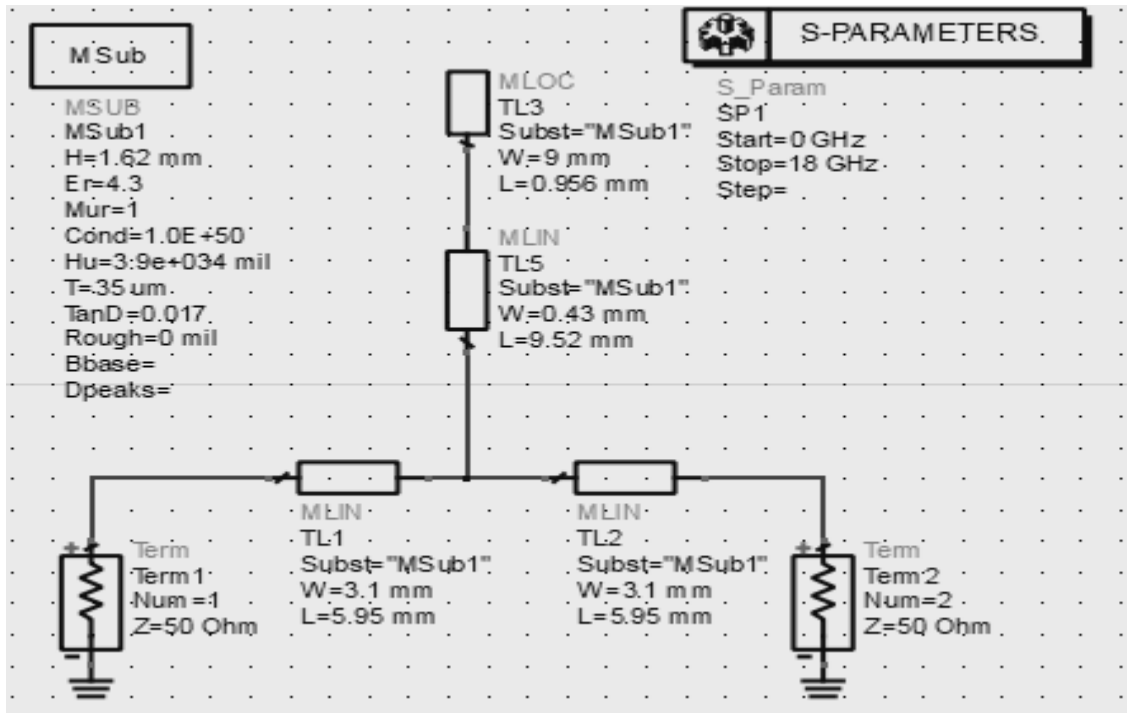 MSub
MSUB
MSub1
H=1.62 mm
Er=4.3
Mur=1
Cond=1.0E+50
Hu=3.9e+034 mil
T=35 um
TanD=0.017
Rough=0 mil
Bbase=
Dpeaks=
MLOC
TL3
Subst="MSub1"
W=9 mm
L=0.956 mm
S-PARAMETERS
S_Param
SP1
Start=0 GHz
Stop=18 GHz
Step=
MLIN
TL5
Subst="MSub1"
W=0.43 mm
L=9.52 mm
+
Term
Term1
Num=1
Z=50 Ohm
-
MLIN
TL1
Subst="MSub1"
W=3.1 mm
L=5.95 mm
MLIN
TL2
Subst="MSub1"
W=3.1 mm
L=5.95 mm
+
Term
Term2
Num=2
Z=50 Ohm
-